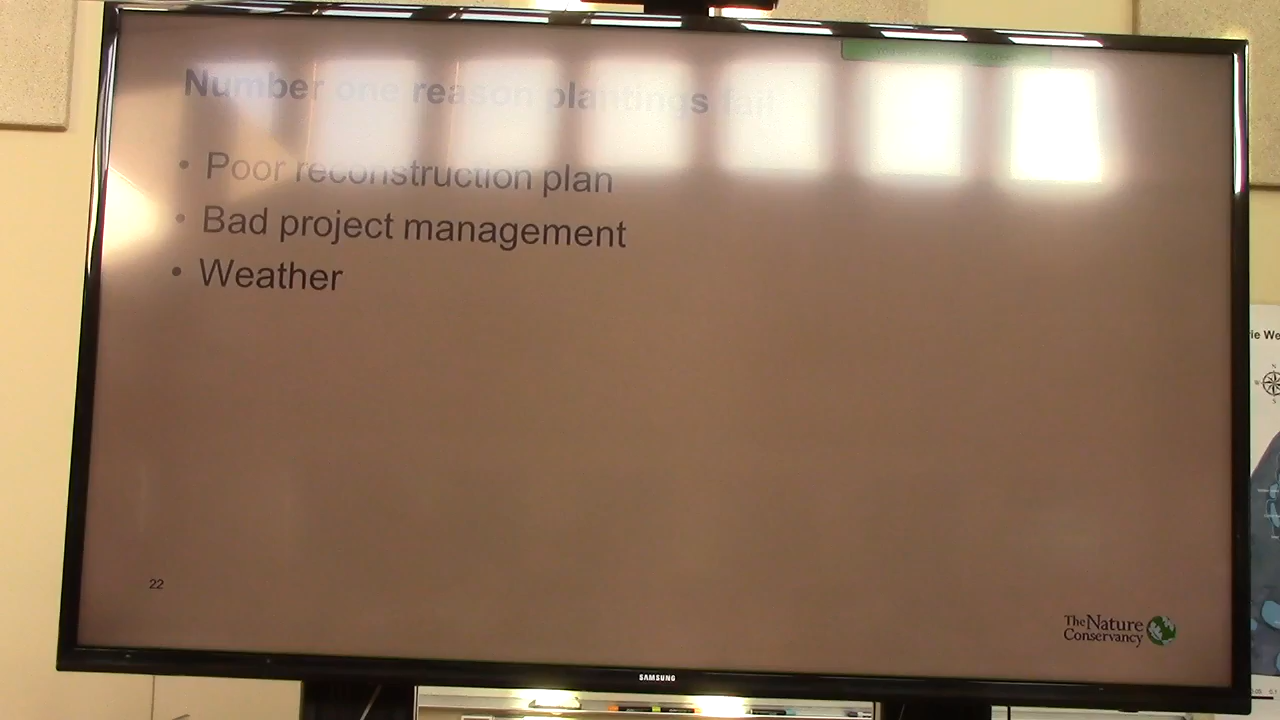 Number one reason plantings fail
• Poor reconstruction plan
• Bad project management
• Weather
22
The Nature
Conservancy
SAMSUNG